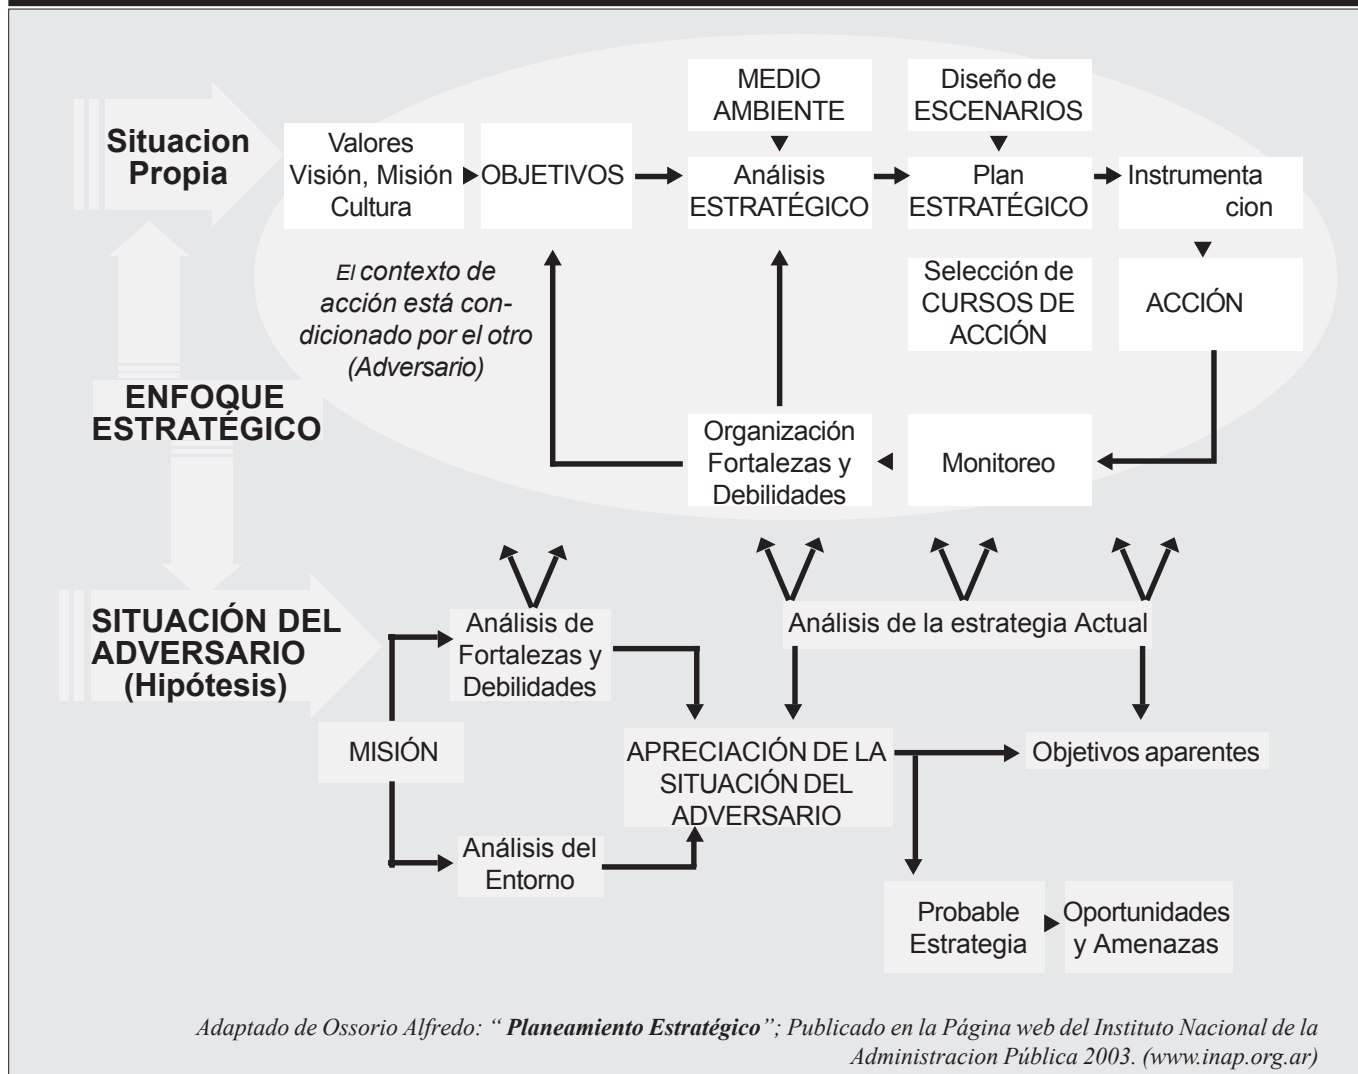 MEDIO
AMBIENTE
Diseño de
ESCENARIOS
Situacion
Propia
Valores
Visión, Misión
Cultura
OBJETIVOS
Análisis
ESTRATÉGICO
Plan
ESTRATÉGICO
Instrumenta
cion
El contexto de
acción está con-
dicionado por el otro
(Adversario)
Selección de
CURSOS DE
ACCIÓN
ACCIÓN
ENFOQUE
ESTRATÉGICO
Organización
Fortalezas y
Debilidades
Monitoreo
SITUACIÓN DEL
ADVERSARIO
(Hipótesis)
Análisis de
Fortalezas y
Debilidades
Análisis de la estrategia Actual
MISIÓN
APRECIACIÓN DE LA
SITUACIÓN DEL
ADVERSARIO
Objetivos aparentes
Análisis del
Entorno
Probable
Estrategia
Oportunidades
y Amenazas
Adaptado de Ossorio Alfredo: “ Planeamiento Estratégico”; Publicado en la Página web del Instituto Nacional de la
Administracion Pública 2003. (www.inap.org.ar)